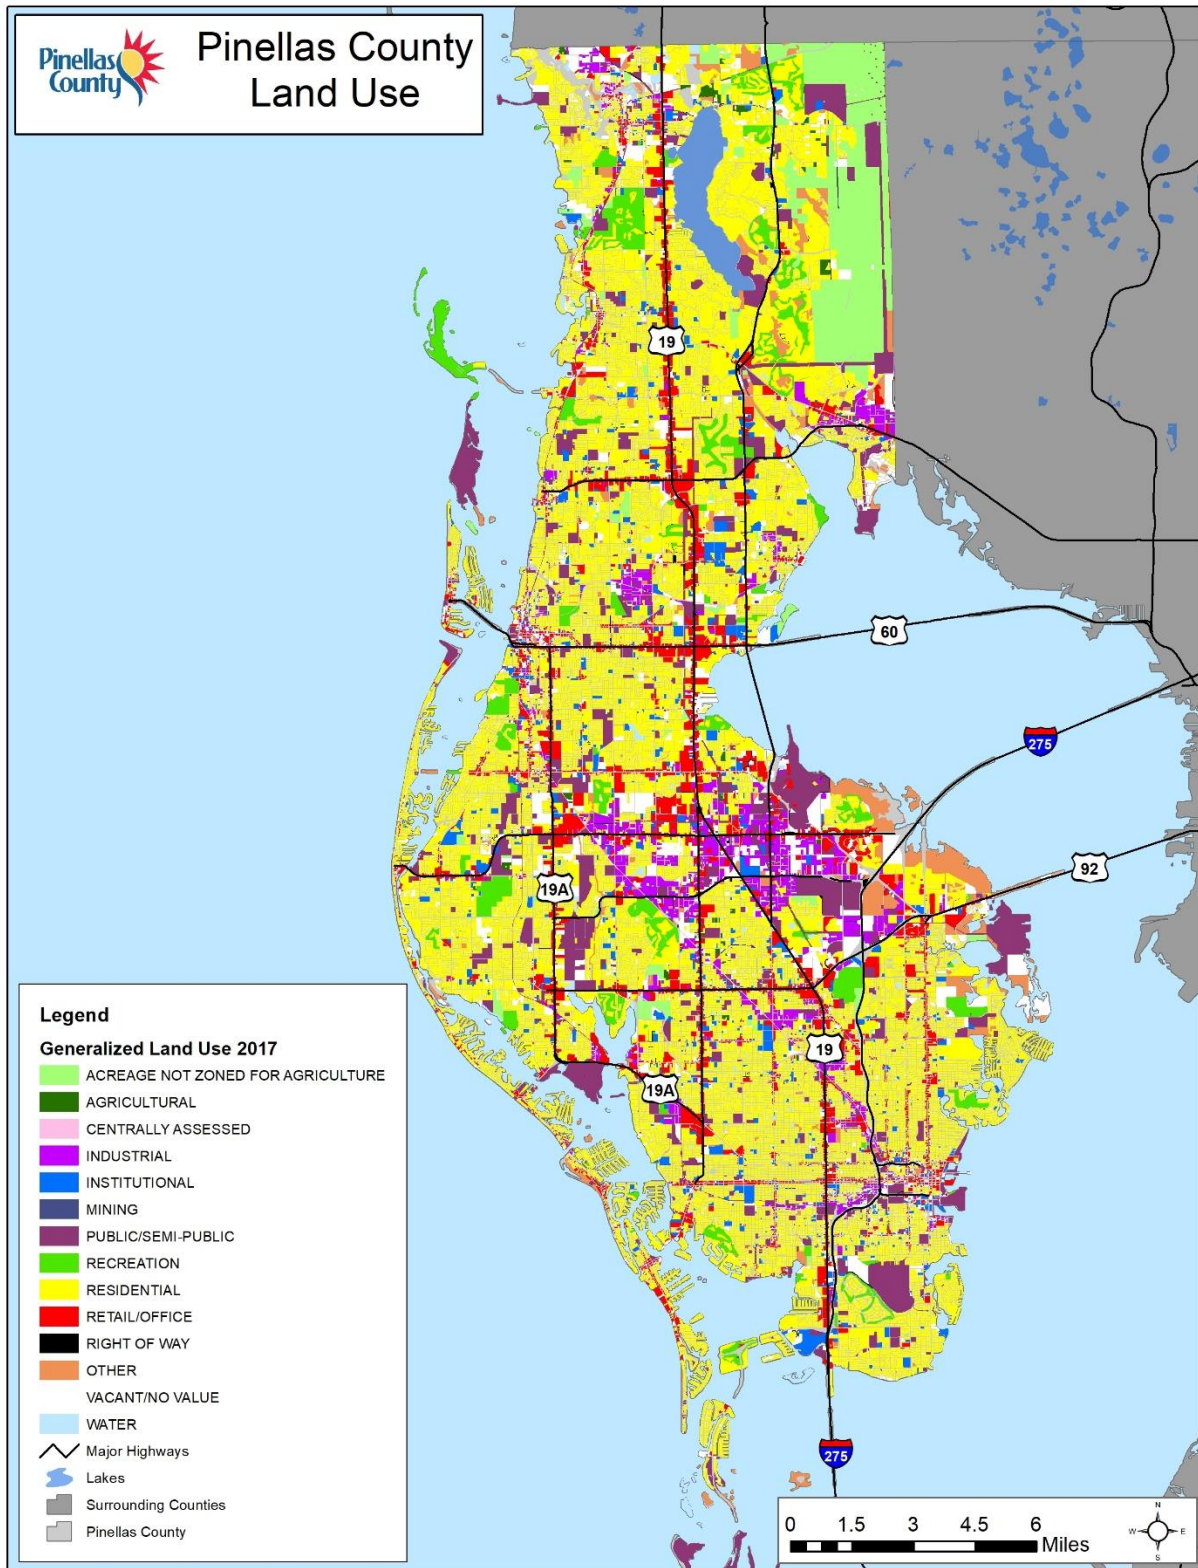 Pinellas
County
Pinellas County
Land Use
19
60
275
19A
92
19
19A
275
Legend
Generalized Land Use 2017
ACREAGE NOT ZONED FOR AGRICULTURE
AGRICULTURAL
CENTRALLY ASSESSED
INDUSTRIAL
INSTITUTIONAL
MINING
PUBLIC/SEMI-PUBLIC
RECREATION
RESIDENTIAL
RETAIL/OFFICE
RIGHT OF WAY
OTHER
VACANT/NO VALUE
WATER
Major Highways
Lakes
Surrounding Counties
Pinellas County
0 1.5 3 4.5 6
Miles
N
W E
S